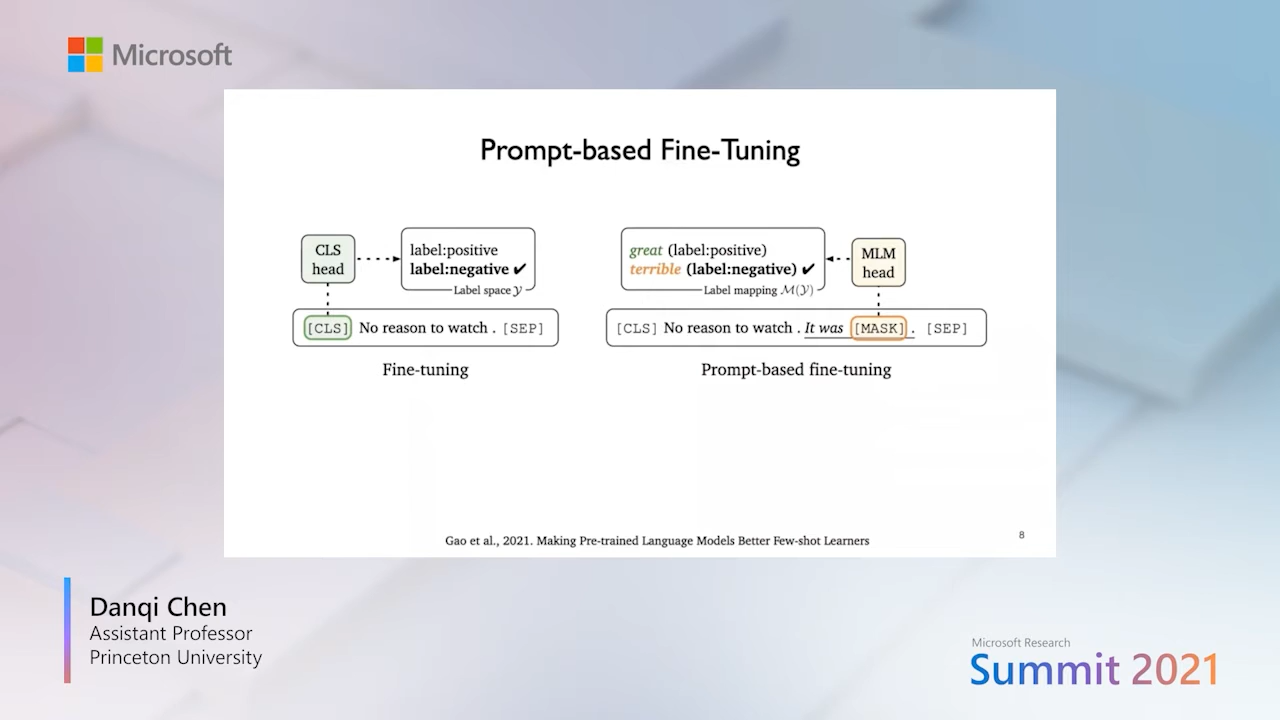 Microsoft
Prompt-based Fine-Tuning
CLS
head
label:positive
label:negative ✔
Label space 𝒴
[CLS] No reason to watch . [SEP]
Fine-tuning
great (label:positive)
terrible (label:negative) ✔
Label mapping ℳ(𝒴)
MLM
head
[CLS] No reason to watch . It was [MASK] . [SEP]
Prompt-based fine-tuning
Gao et al., 2021. Making Pre-trained Language Models Better Few-shot Learners
8
Danqi Chen
Assistant Professor
Princeton University
Microsoft Research
Summit 2021